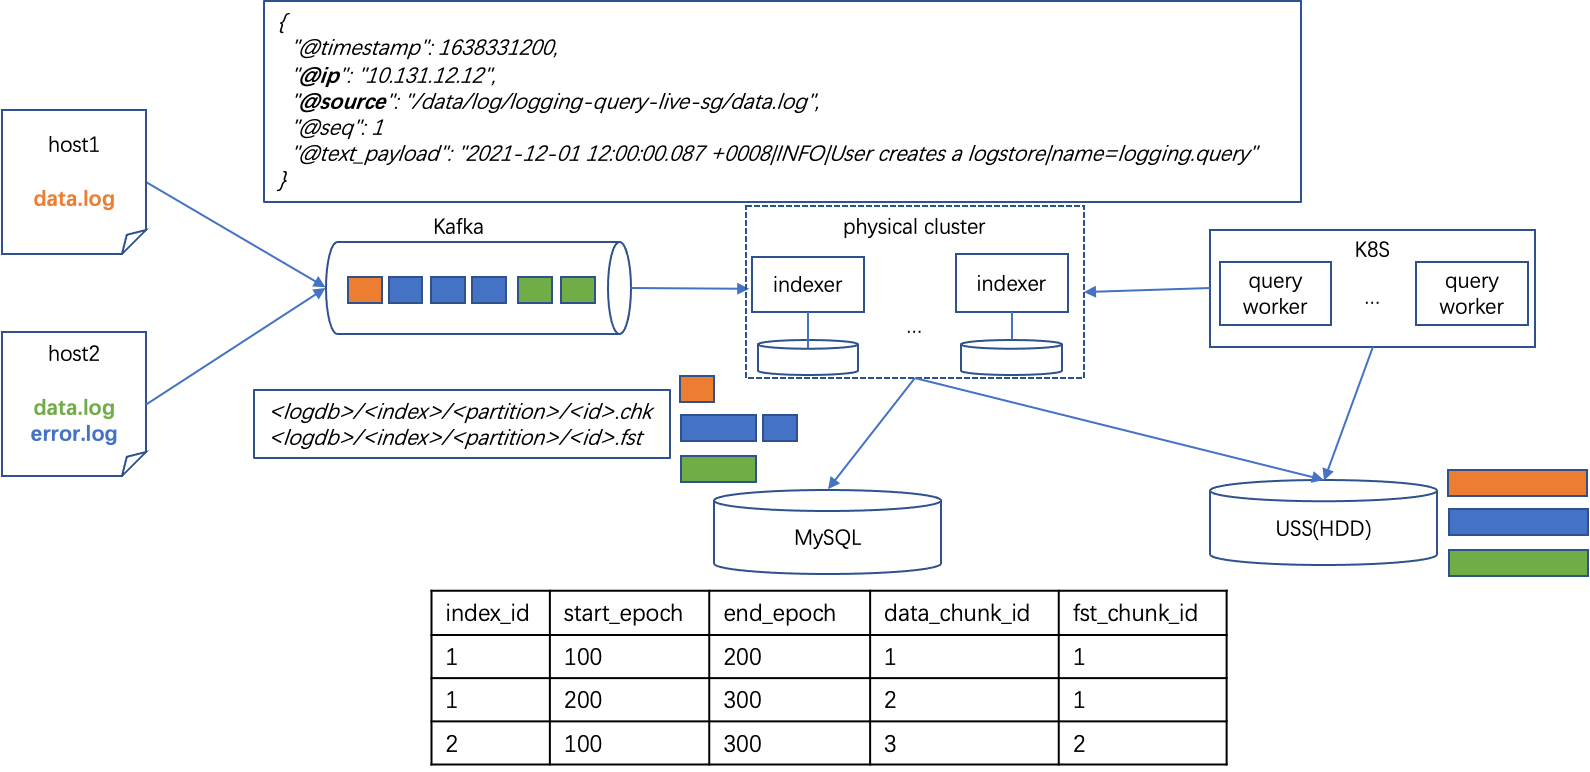 {
"@timestamp": 1638331200,
"@ip": "10.131.12.12",
"@source": "/data/log/logging-query-live-sg/data.log",
"@seq": 1
"@text_payload": "2021-12-01 12:00:00.087 +0008|INFO|User creates a logstore|name=logging.query"
}
host1
data.log
host2
data.log
error.log
Kafka
physical cluster
indexer
...
indexer
K8S
query
worker
...
query
worker
<logdb>/<index>/<partition>/<id>.chk
<logdb>/<index>/<partition>/<id>.fst
MySQL
USS(HDD)
index_id start_epoch end_epoch data_chunk_id fst_chunk_id
1 100 200 1 1
1 200 300 2 1
2 100 300 3 2